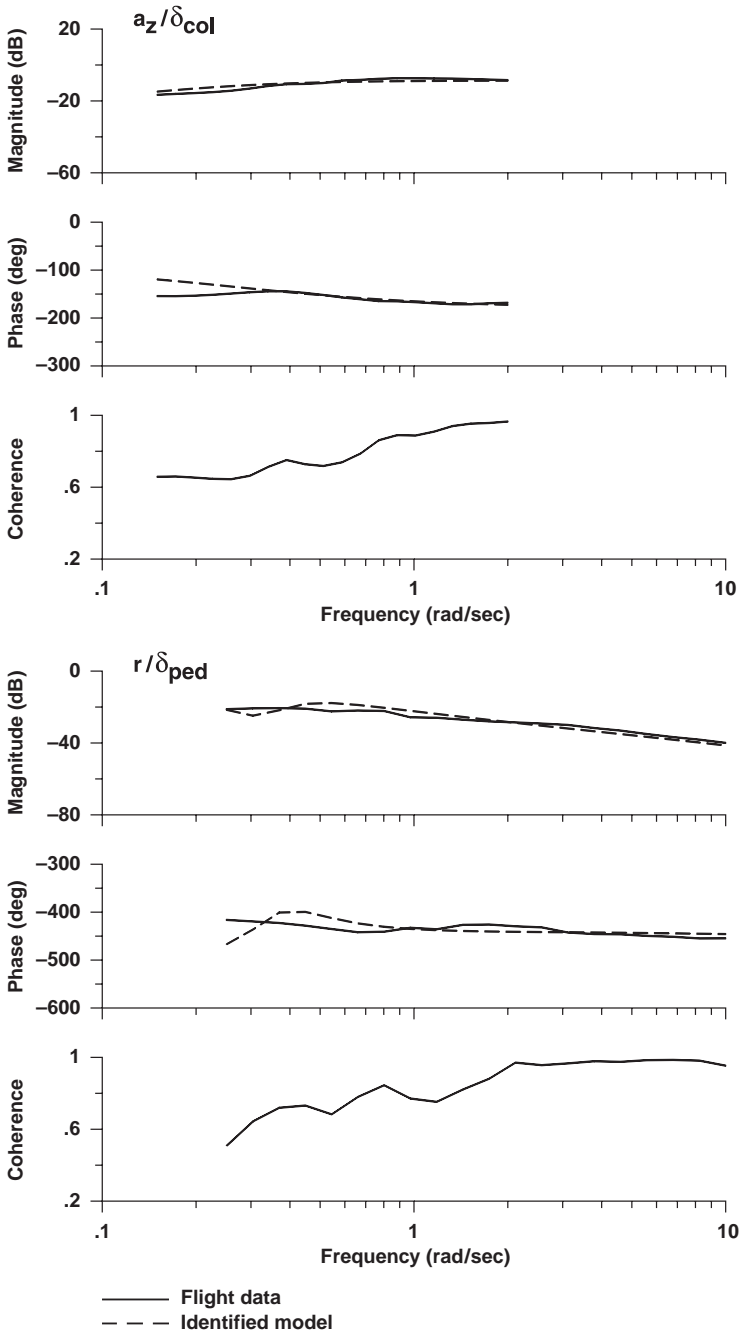 a_z/δ_col
Magnitude (dB)
20
−20
−60
Phase (deg)
0
−100
−200
−300
Coherence
1
.6
.2
.1
1
10
Frequency (rad/sec)
r/δ_ped
Magnitude (dB)
0
−40
−80
Phase (deg)
−300
−400
−500
−600
Coherence
1
.6
.2
.1
1
10
Frequency (rad/sec)
Flight data
Identified model